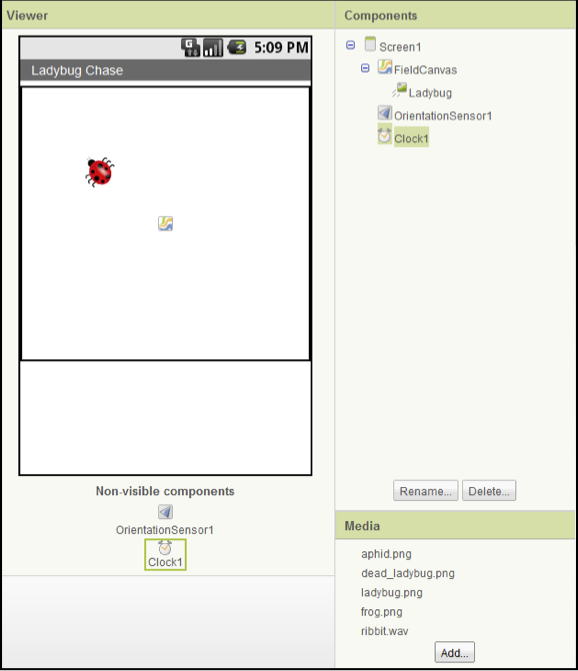 Viewer
5:09 PM
Ladybug Chase
Non-visible components
OrientationSensor1
Clock1
Components
Screen1
FieldCanvas
Ladybug
OrientationSensor1
Clock1
Rename... Delete...
Media
aphid.png
dead_ladybug.png
ladybug.png
frog.png
ribbit.wav
Add...